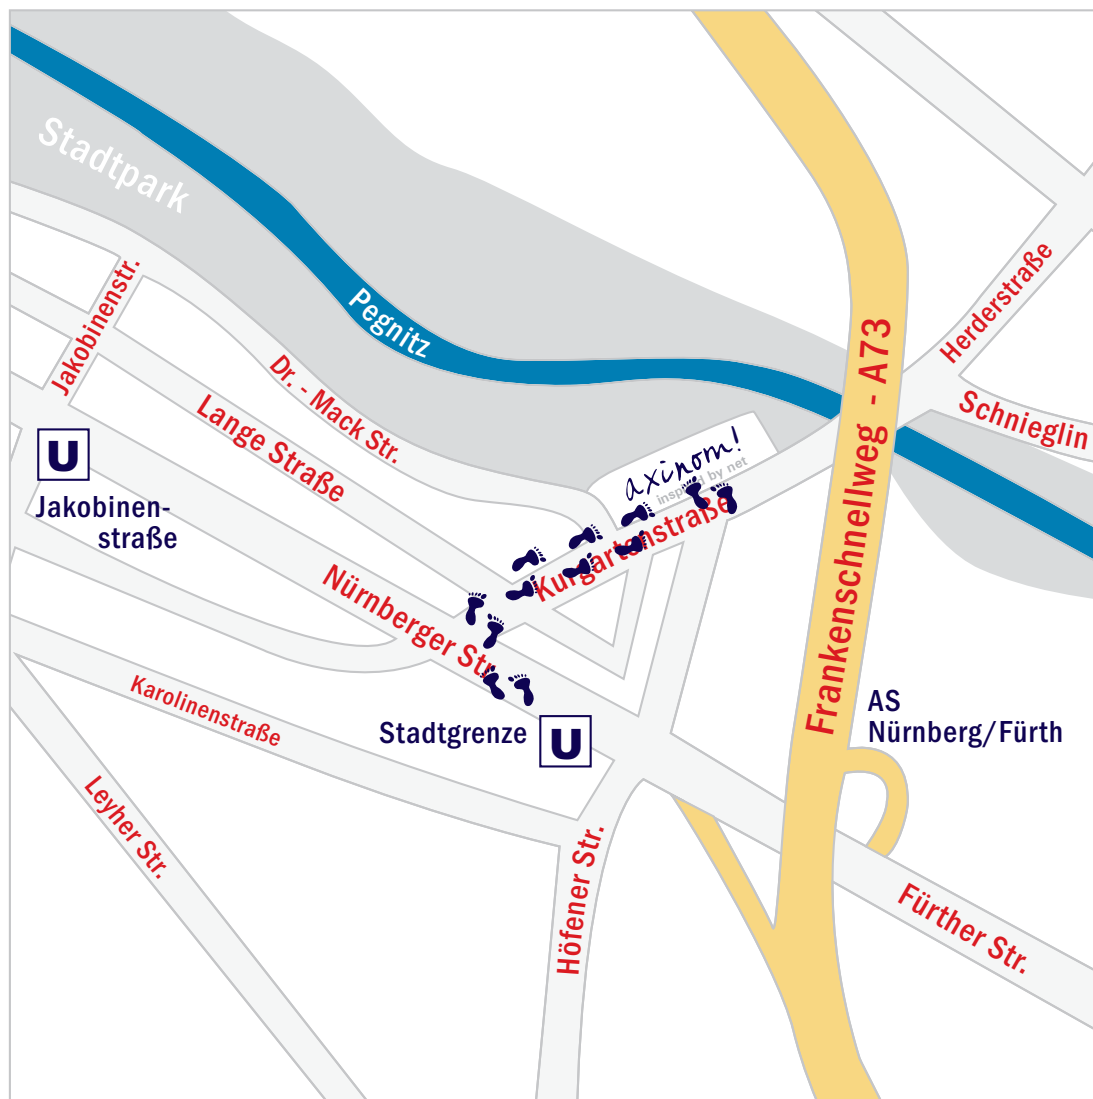 Stadtpark
Pegnitz
Jakobinenstr.
Dr. - Mack Str.
Lange Straße
Herderstraße
Schnieglin
Frankenschnellweg - A73
axinom!
inspired by net
Kurgartenstraße
U
Jakobinen-
straße
Nürnberger Str.
Karolinenstraße
Stadtgrenze
U
AS
Nürnberg/Fürth
Leyher Str.
Höfener Str.
Fürther Str.